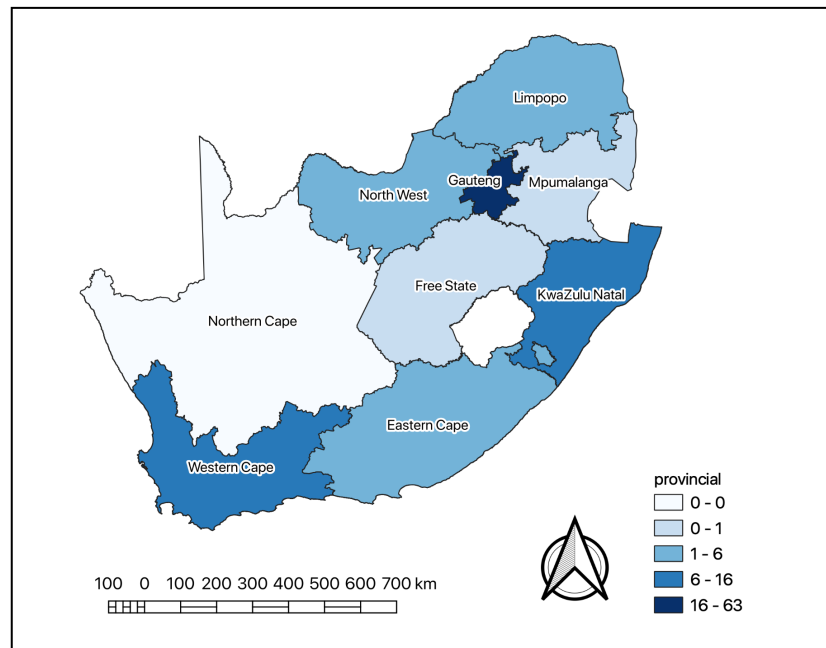 Limpopo
Gauteng
Mpumalanga
North West
Free State
KwaZulu Natal
Northern Cape
Eastern Cape
Western Cape
provincial
0 - 0
0 - 1
1 - 6
6 - 16
16 - 63
100 0 100 200 300 400 500 600 700 km